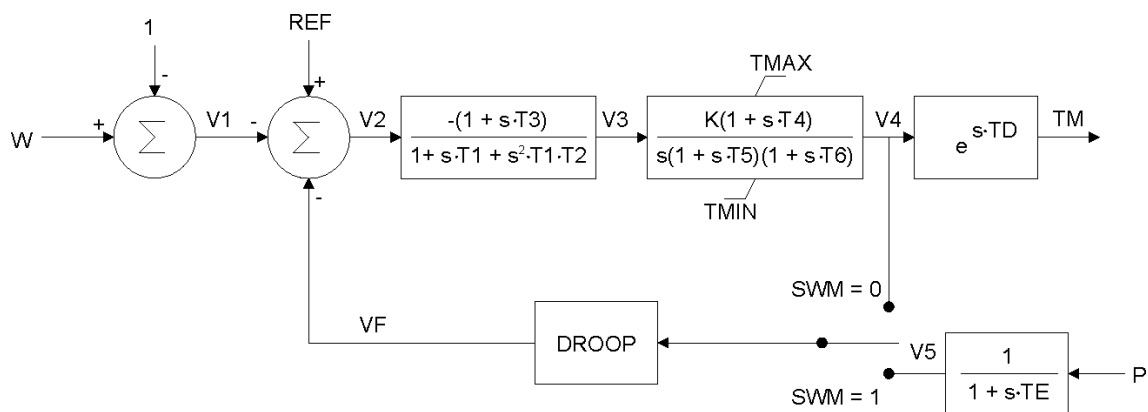 1
REF
TMAX
W
+
-
Σ
V1
-
+
-
Σ
V2
-(1 + s·T3)
1+ s·T1 + s²·T1·T2
V3
K(1 + s·T4)
s(1 + s·T5)(1 + s·T6)
V4
e^s·TD
TM
TMIN
SWM = 0
VF
DROOP
V5
1
1 + s·TE
P
SWM = 1